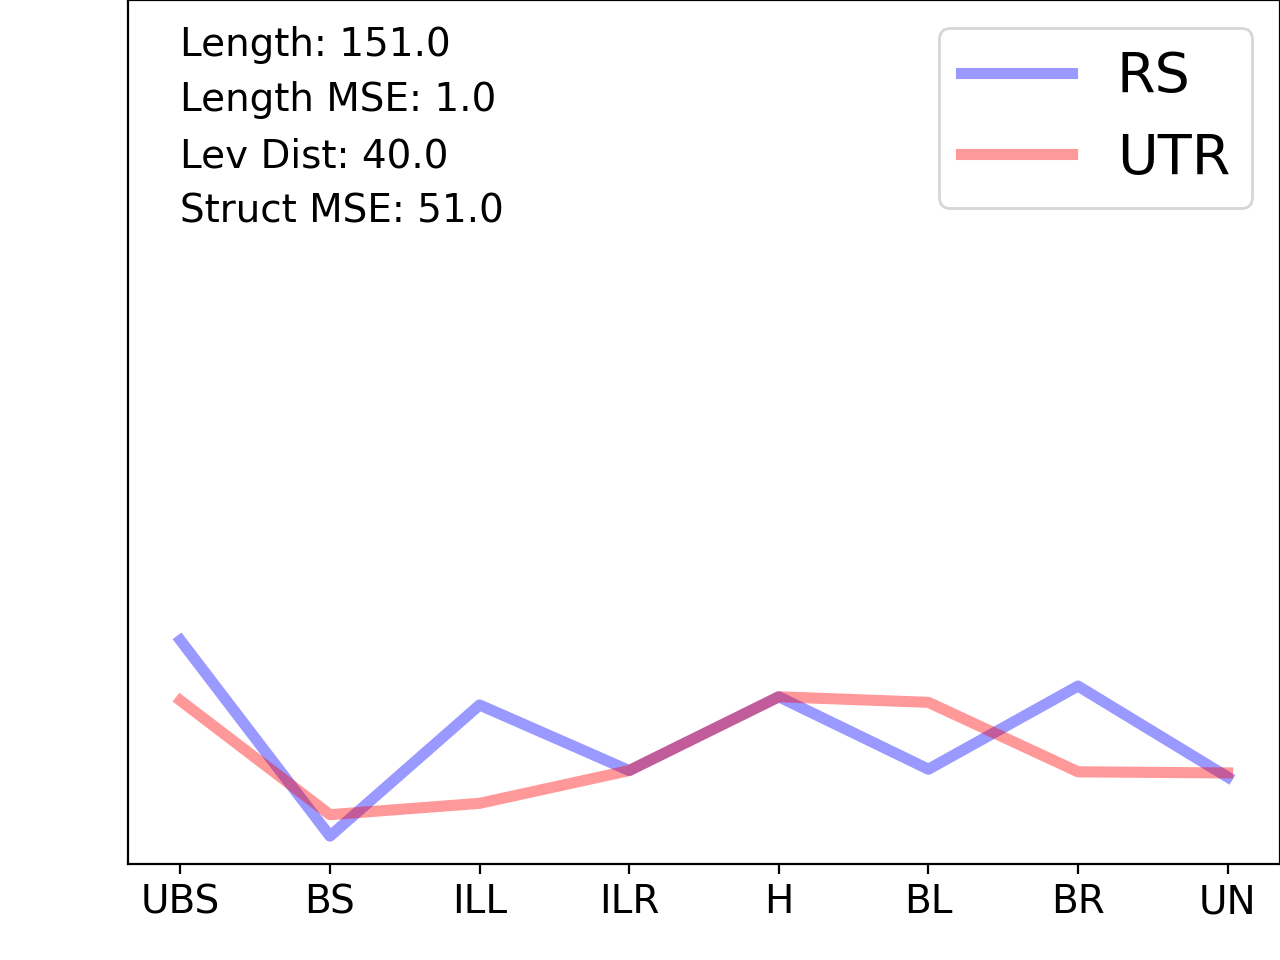 Length: 151.0
Length MSE: 1.0
Lev Dist: 40.0
Struct MSE: 51.0
RS
UTR
UBS BS ILL ILR H BL BR UN